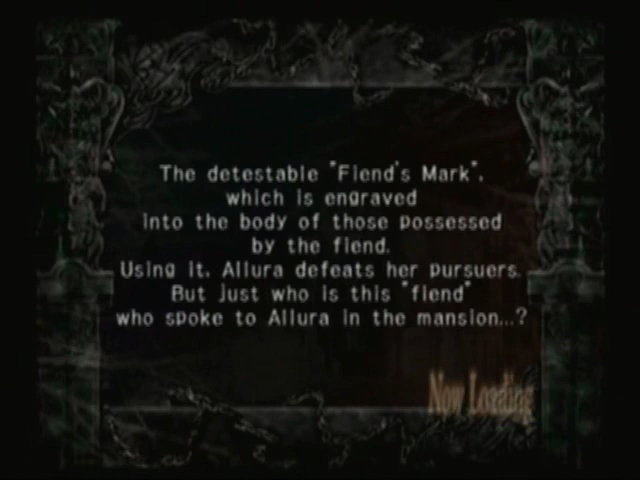 The detestable "Fiend's Mark",
which is engraved
into the body of those possessed
by the fiend.
Using it, Allura defeats her pursuers.
But just who is this "fiend"
who spoke to Allura in the mansion...?
Now Loading